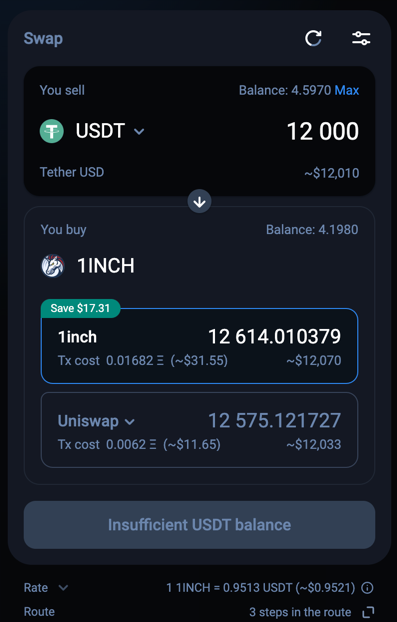 Swap
You sell Balance: 4.5970 Max
USDT 12 000
Tether USD ~$12,010
You buy Balance: 4.1980
1INCH
Save $17.31
1inch 12 614.010379
Tx cost 0.01682 Ξ (~$31.55) ~$12,070
Uniswap 12 575.121727
Tx cost 0.0062 Ξ (~$11.65) ~$12,033
Insufficient USDT balance
Rate 1 1INCH = 0.9513 USDT (~$0.9521)
Route 3 steps in the route